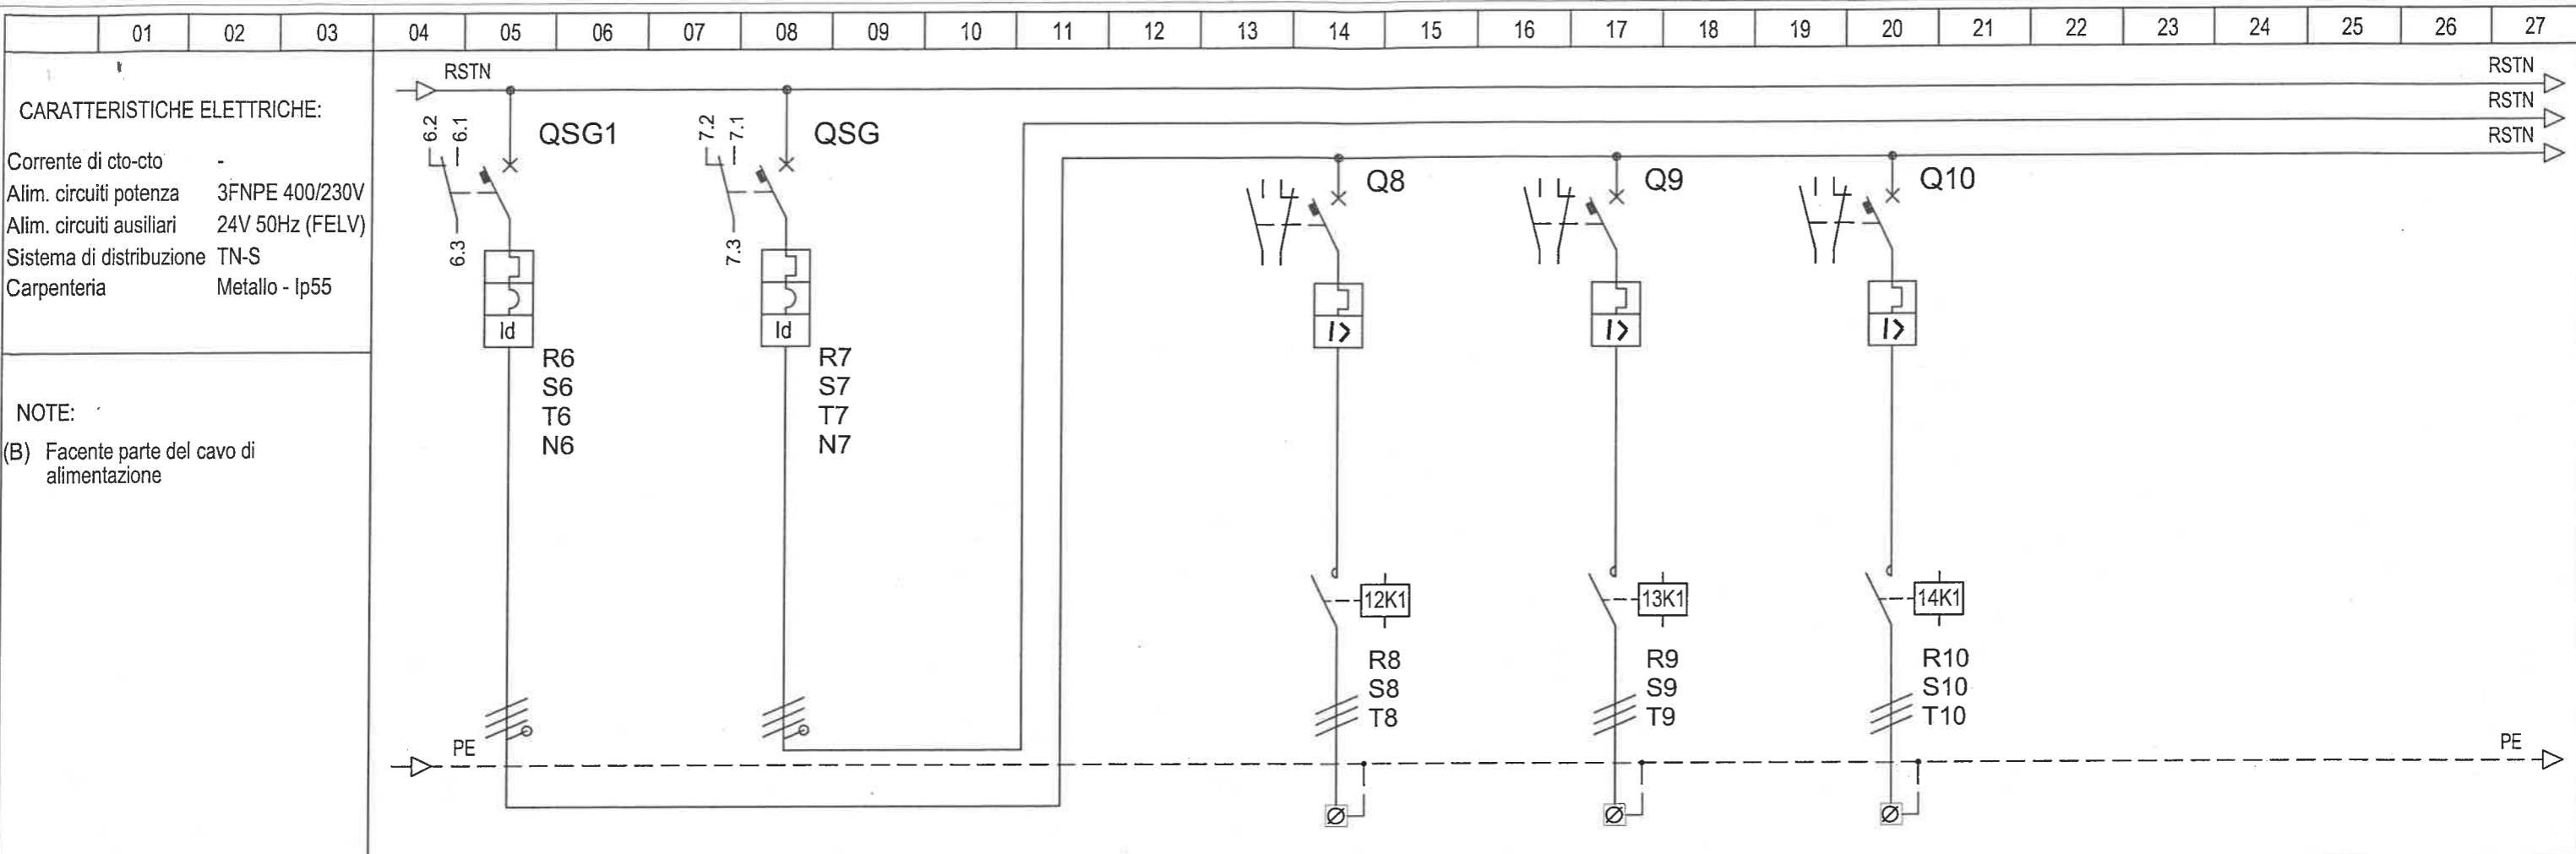 01 02 03 04 05 06 07 08 09 10 11 12 13 14 15 16 17 18 19 20 21 22 23 24 25 26 27
CARATTERISTICHE ELETTRICHE:
Corrente di cto-cto -
Alim. circuiti potenza 3FNPE 400/230V
Alim. circuiti ausiliari 24V 50Hz (FELV)
Sistema di distribuzione TN-S
Carpenteria Metallo - Ip55
NOTE:
(B) Facente parte del cavo di
alimentazione
RSTN
RSTN
RSTN
RSTN
6.2
6.1
6.3
QSG1
Id
R6
S6
T6
N6
7.2
7.1
7.3
QSG
Id
R7
S7
T7
N7
Q8
I>
12K1
R8
S8
T8
Q9
I>
13K1
R9
S9
T9
Q10
I>
14K1
R10
S10
T10
PE
PE